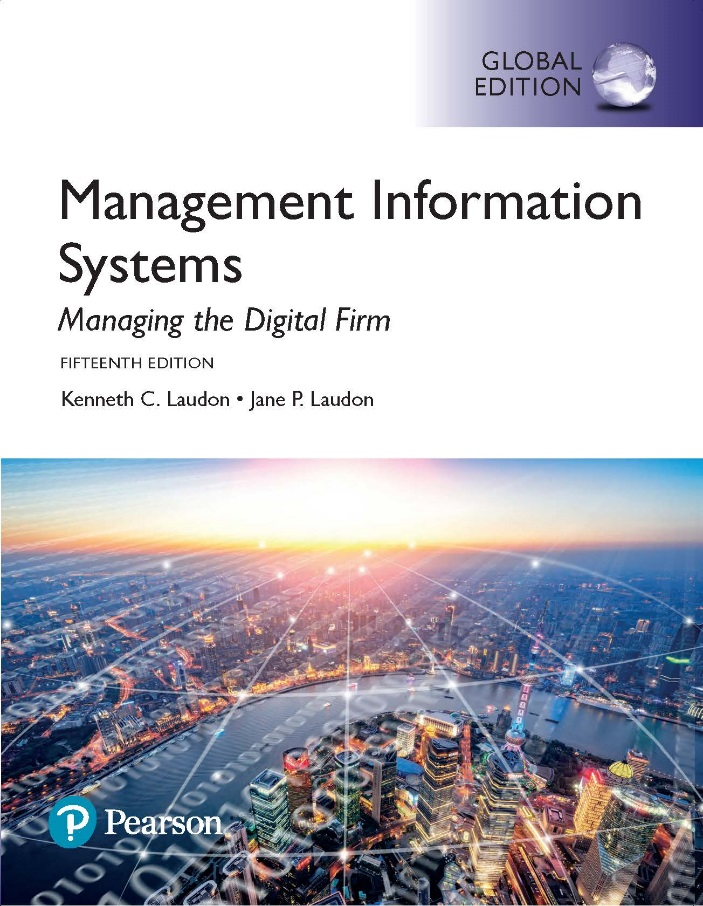 GLOBAL
EDITION
Management Information
Systems
Managing the Digital Firm
FIFTEENTH EDITION
Kenneth C. Laudon • Jane P. Laudon
Pearson